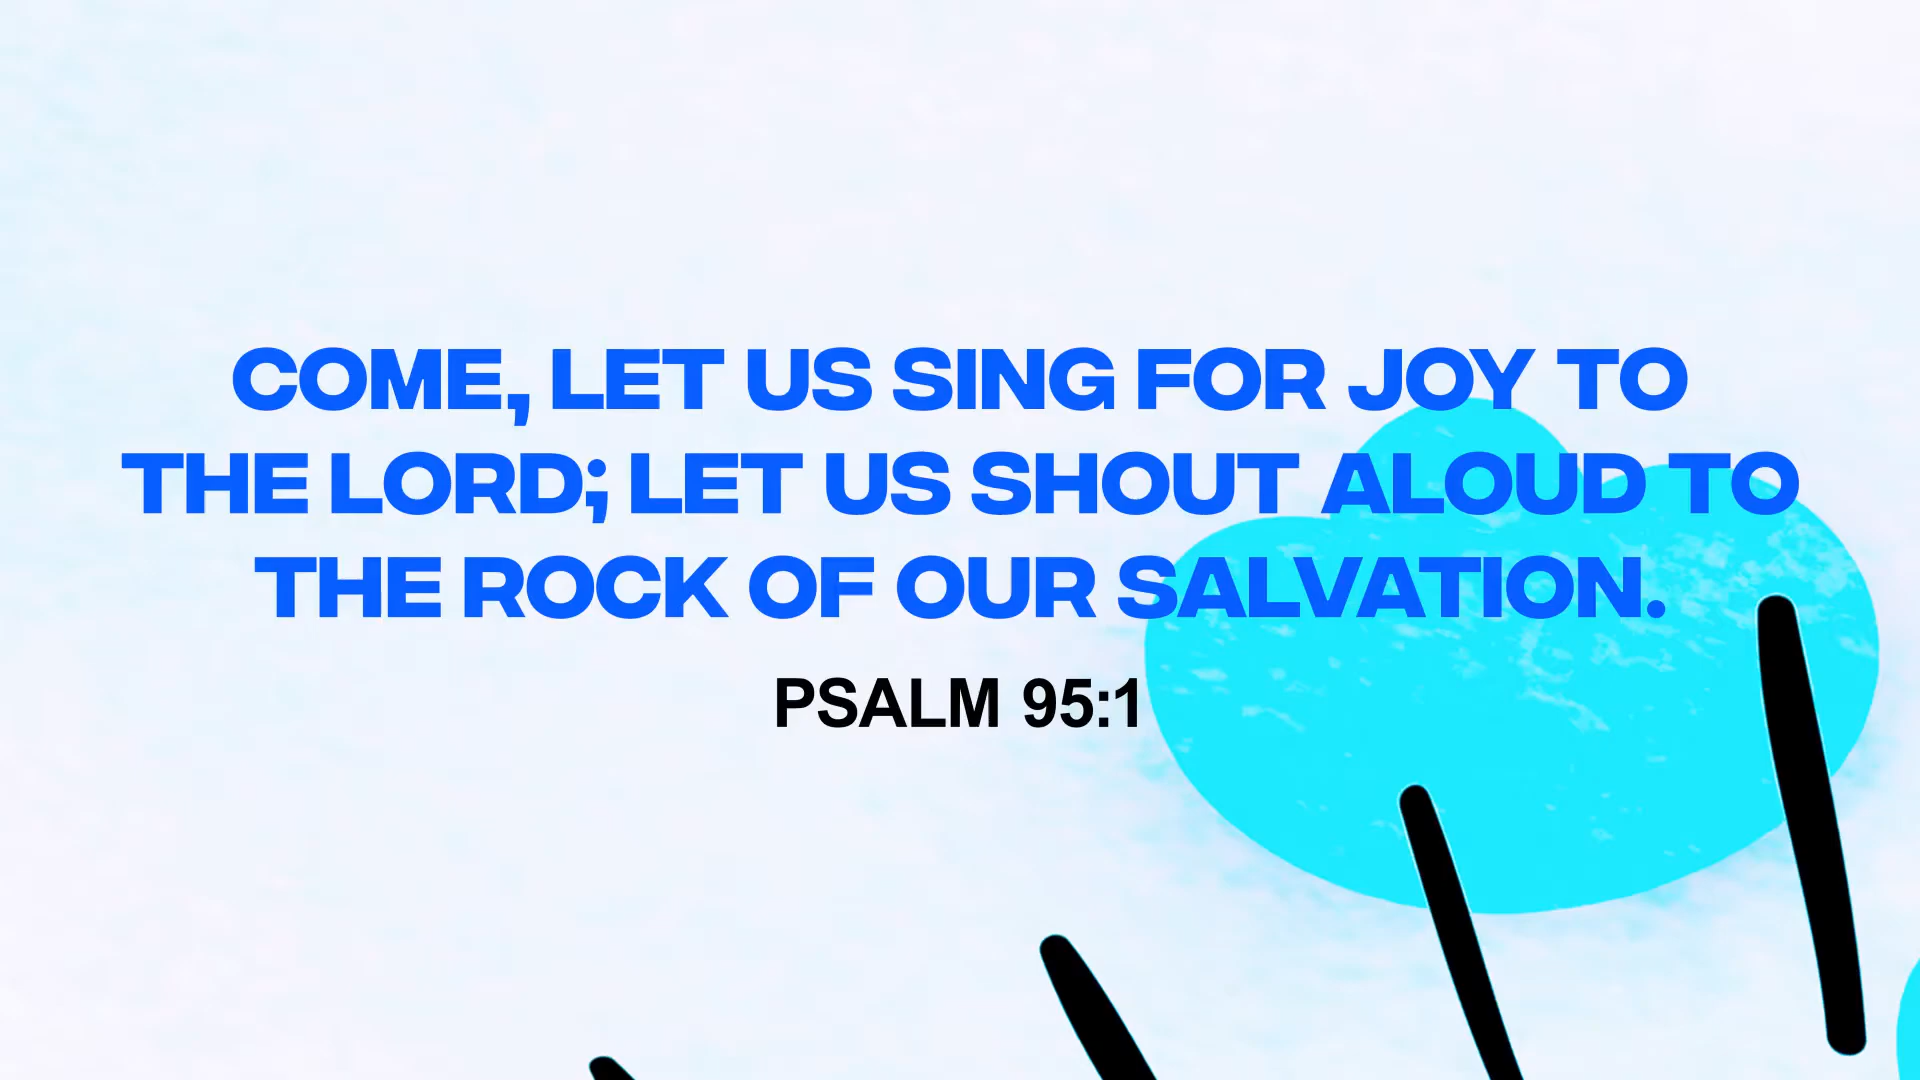 COME, LET US SING FOR JOY TO
THE LORD; LET US SHOUT ALOUD TO
THE ROCK OF OUR SALVATION.
PSALM 95:1